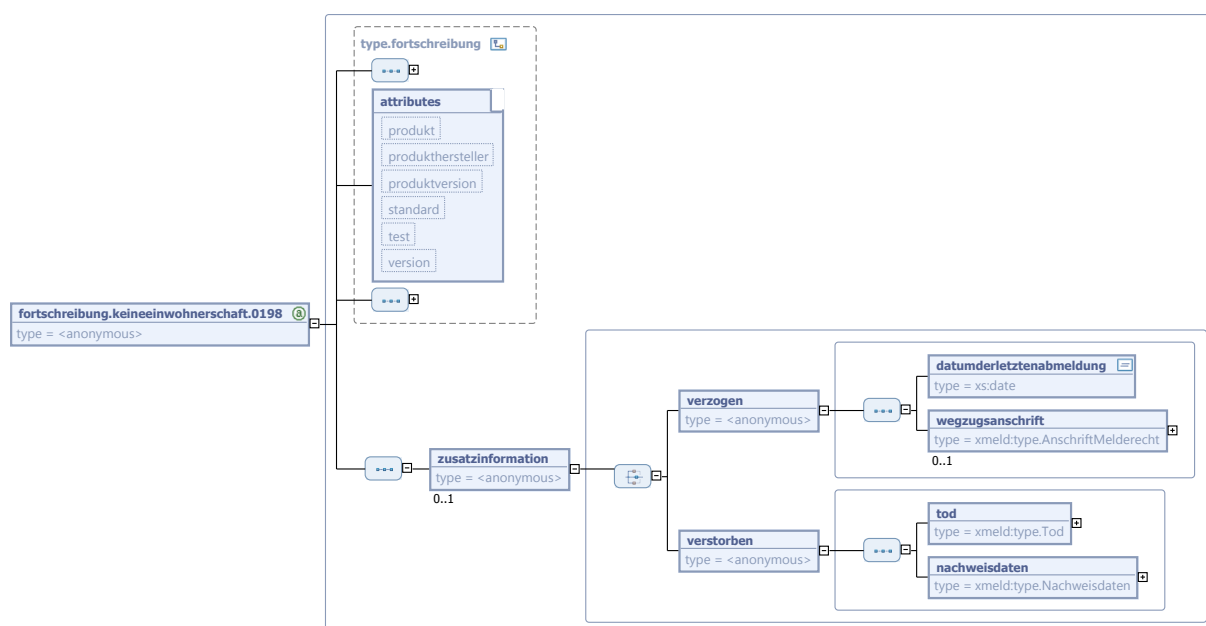 type.fortschreibung
attributes
produkt
produkthersteller
produktversion
standard
test
version
fortschreibung.keineeinwohnerschaft.0198
type = <anonymous>
zusatzinformation
type = <anonymous>
0..1
verzogen
type = <anonymous>
datumderletztenabmeldung
type = xs:date
wegzugsanschrift
type = xmeld:type.AnschriftMelderecht
0..1
verstorben
type = <anonymous>
tod
type = xmeld:type.Tod
nachweisdaten
type = xmeld:type.Nachweisdaten